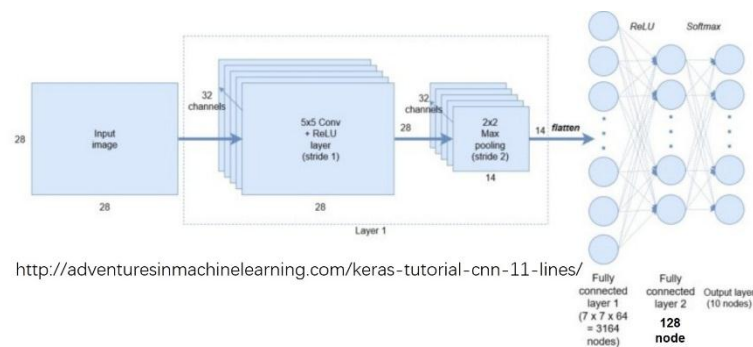 ReLU
Softmax
32
channels
5x5 Conv
+ ReLU
layer
(stride 1)
32
channels
2x2
Max
pooling
(stride 2)
Input
image
28
28
28
28
14
14
flatten
Layer 1
http://adventuresinmachinelearning.com/keras-tutorial-cnn-11-lines/
Fully
connected
layer 1
(7 x 7 x 64
= 3164
nodes)
Fully
connected
layer 2
128
node
Output layer
(10 nodes)